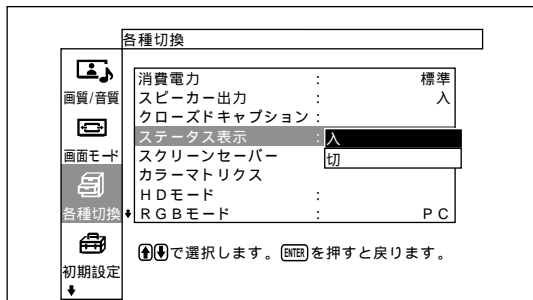 各種切換
画質/音質
画面モード
各種切換
初期設定
消費電力 : 標準
スピーカー出力 : 入
クローズドキャプション :
ステータス表示 : 入
切
スクリーンセーバー
カラーマトリクス
HDモード :
RGBモード : PC
で選択します。ENTERを押すと戻ります。